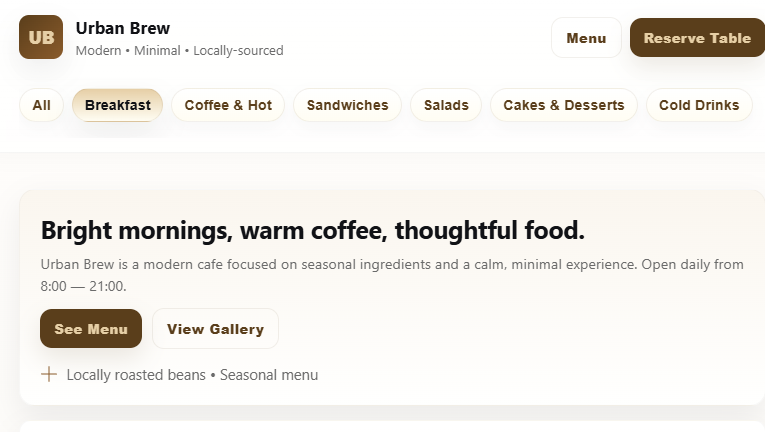 UB
Urban Brew
Modern • Minimal • Locally-sourced
Menu
Reserve Table
All
Breakfast
Coffee & Hot
Sandwiches
Salads
Cakes & Desserts
Cold Drinks
Bright mornings, warm coffee, thoughtful food.
Urban Brew is a modern cafe focused on seasonal ingredients and a calm, minimal experience. Open daily from
8:00 — 21:00.
See Menu
View Gallery
Locally roasted beans • Seasonal menu